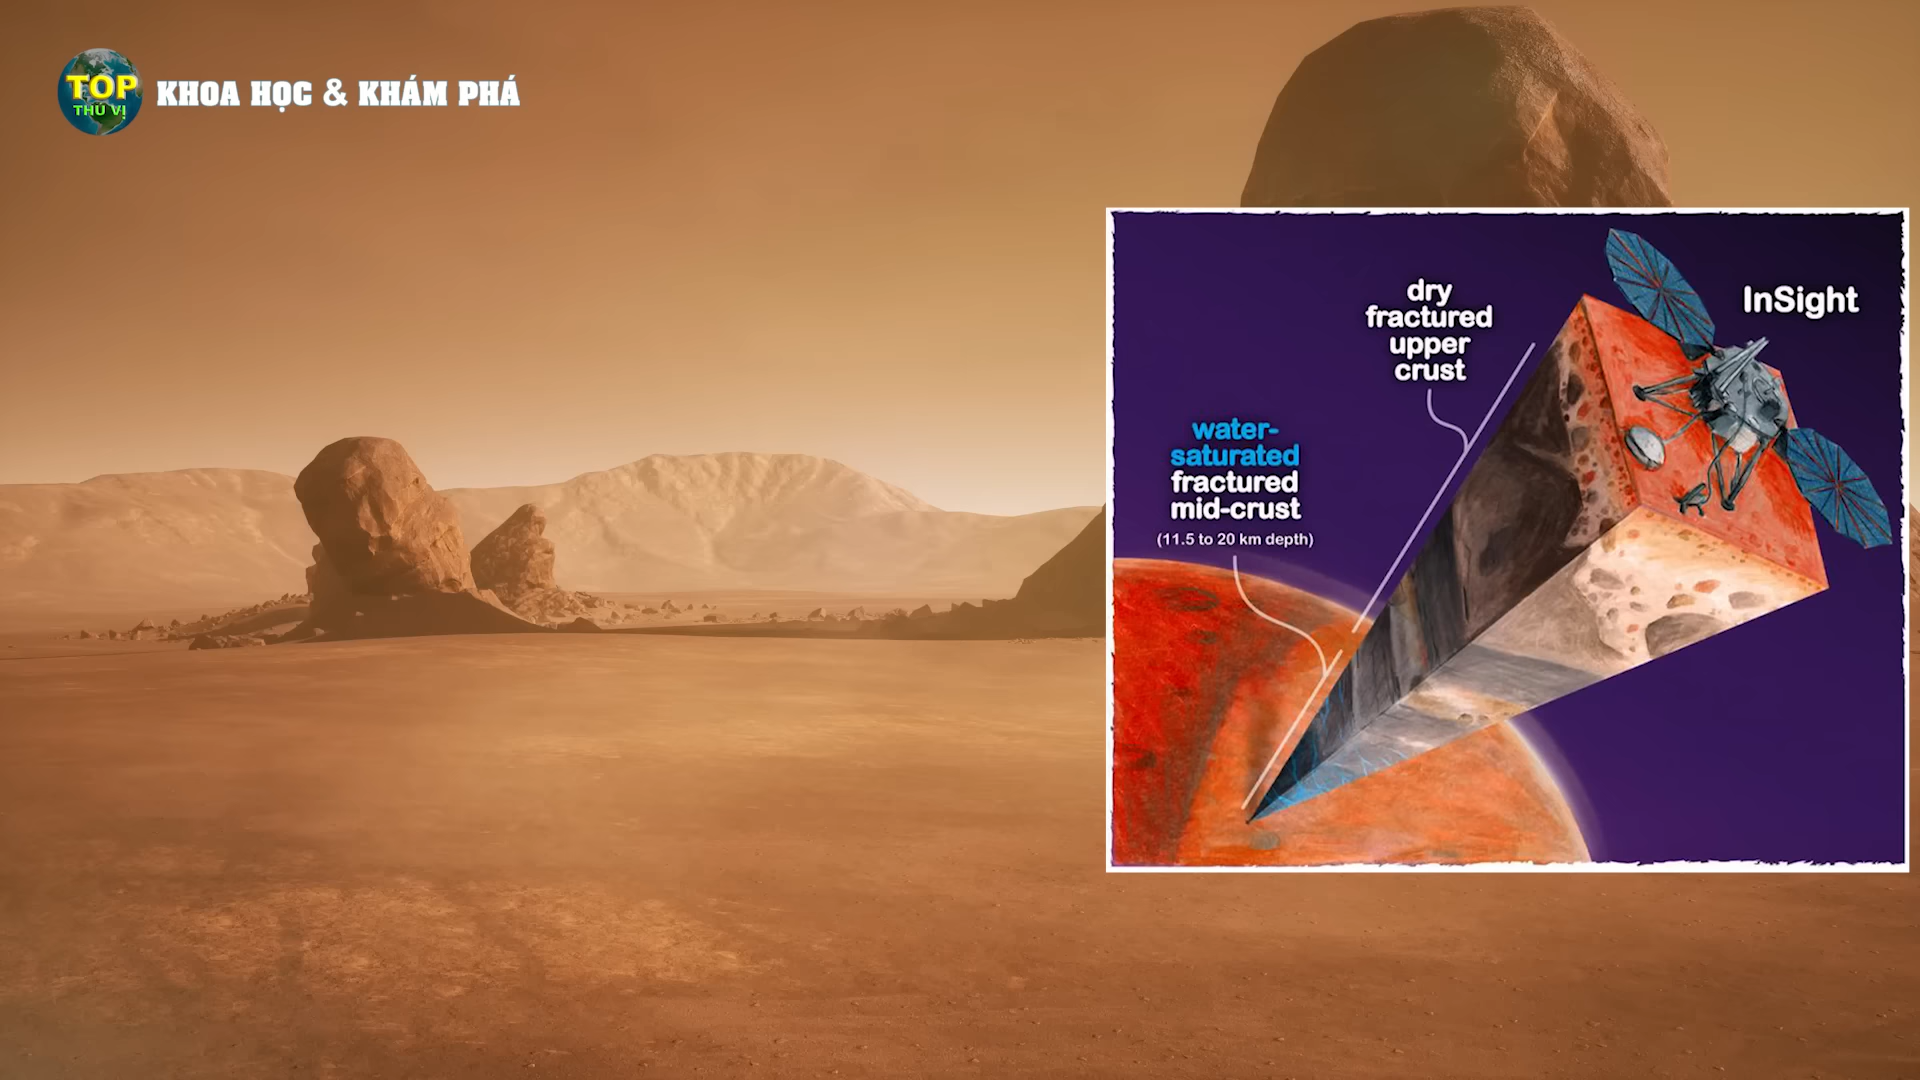 TOP
THÚ VỊ
KHOA HỌC & KHÁM PHÁ
InSight
dry
fractured
upper
crust
water-
saturated
fractured
mid-crust
(11.5 to 20 km depth)